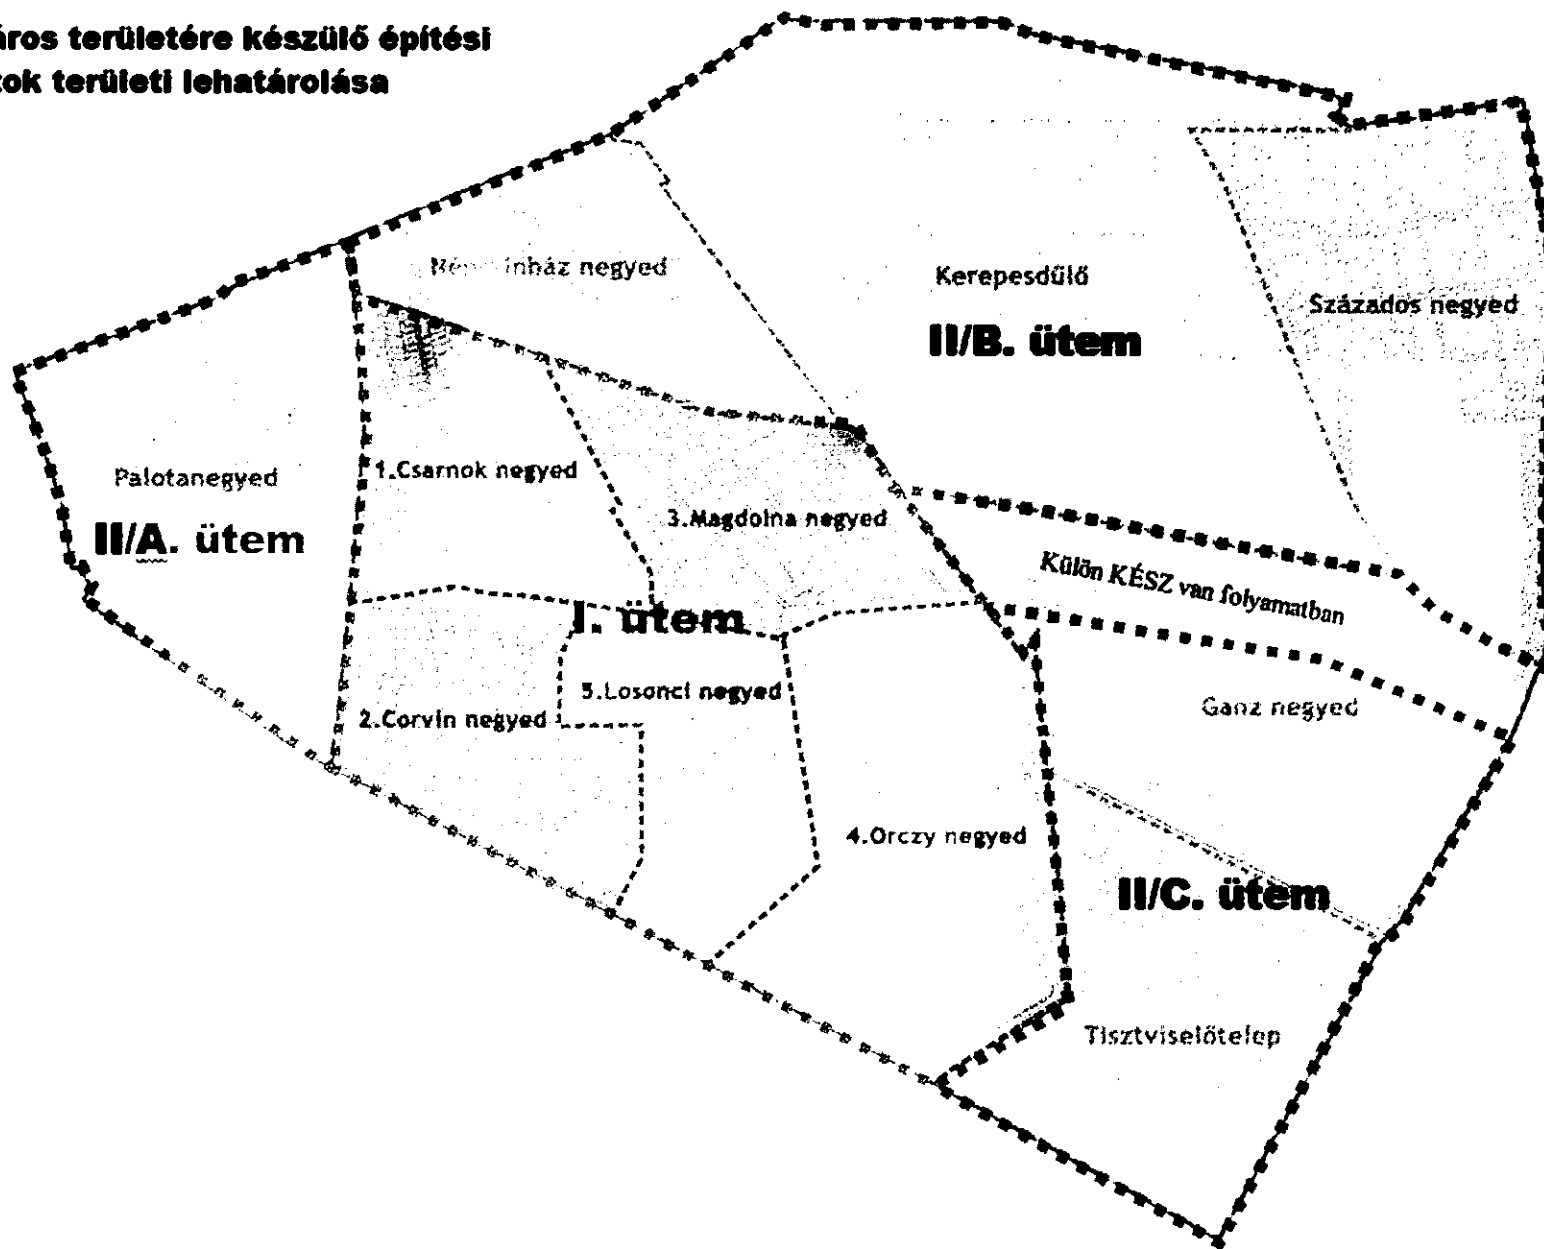 áros területére készülő építési
tok területi lehatárolása
negyed
Kerepesdűlő
Százados negyed
II/B. ütem
Palotanegyed
1.Csarnok negyed
II/A. ütem
3.Magdolna negyed
Külön KÉSZ van folyamatban
I. ütem
5.Losonci negyed
2.Corvin negyed
Ganz negyed
4.Orczy negyed
II/C. ütem
Tisztviselőtelep